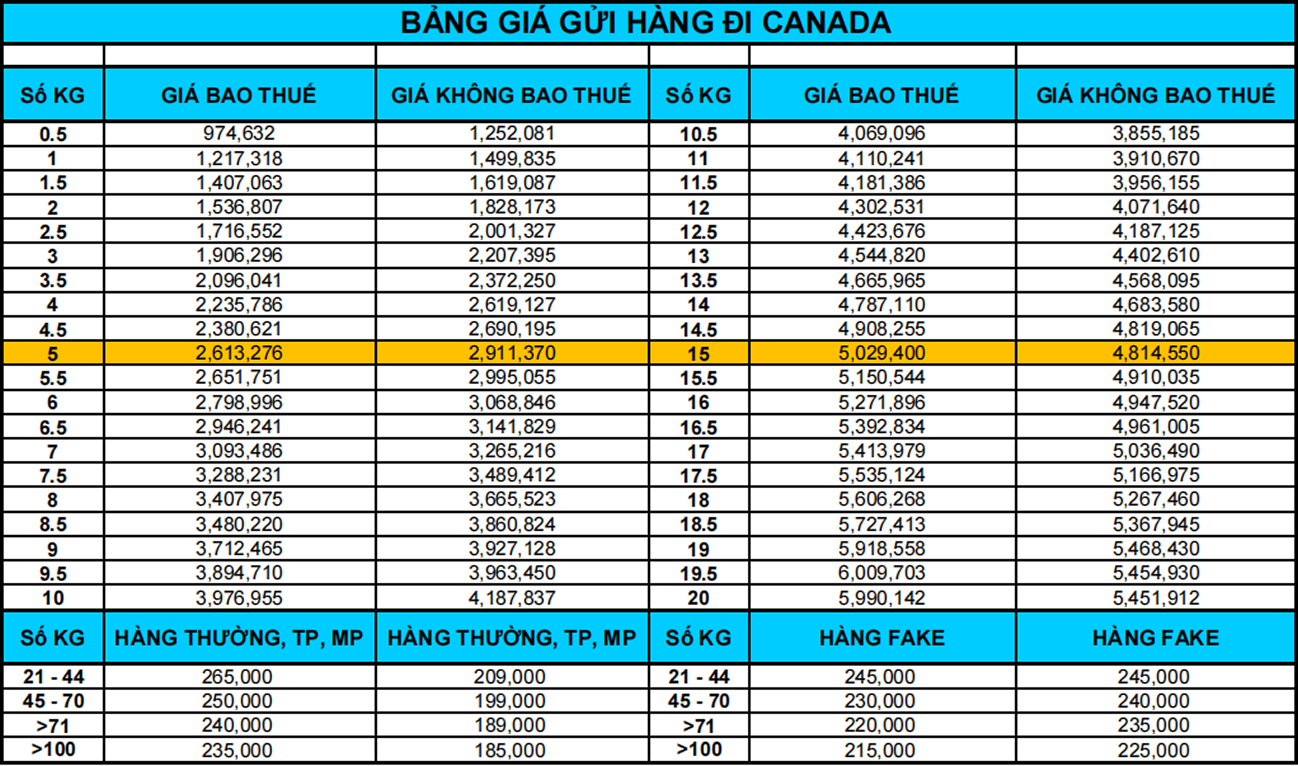 BẢNG GIÁ GỬI HÀNG ĐI CANADA
Số KG GIÁ BAO THUẾ GIÁ KHÔNG BAO THUẾ Số KG GIÁ BAO THUẾ GIÁ KHÔNG BAO THUẾ
0.5 974,632 1,252,081 10.5 4,069,096 3,855,185
1 1,217,318 1,499,835 11 4,110,241 3,910,670
1.5 1,407,063 1,619,087 11.5 4,181,386 3,956,155
2 1,536,807 1,828,173 12 4,302,531 4,071,640
2.5 1,716,552 2,001,327 12.5 4,423,676 4,187,125
3 1,906,296 2,207,395 13 4,544,820 4,402,610
3.5 2,096,041 2,372,250 13.5 4,665,965 4,568,095
4 2,235,786 2,619,127 14 4,787,110 4,683,580
4.5 2,380,621 2,690,195 14.5 4,908,255 4,819,065
5 2,613,276 2,911,370 15 5,029,400 4,814,550
5.5 2,651,751 2,995,055 15.5 5,150,544 4,910,035
6 2,798,996 3,068,846 16 5,271,896 4,947,520
6.5 2,946,241 3,141,829 16.5 5,392,834 4,961,005
7 3,093,486 3,265,216 17 5,413,979 5,036,490
7.5 3,288,231 3,489,412 17.5 5,535,124 5,166,975
8 3,407,975 3,665,523 18 5,606,268 5,267,460
8.5 3,480,220 3,860,824 18.5 5,727,413 5,367,945
9 3,712,465 3,927,128 19 5,918,558 5,468,430
9.5 3,894,710 3,963,450 19.5 6,009,703 5,454,930
10 3,976,955 4,187,837 20 5,990,142 5,451,912
Số KG HÀNG THƯỜNG, TP, MP HÀNG THƯỜNG, TP, MP Số KG HÀNG FAKE HÀNG FAKE
21 - 44 265,000 209,000 21 - 44 245,000 245,000
45 - 70 250,000 199,000 45 - 70 230,000 240,000
>71 240,000 189,000 >71 220,000 235,000
>100 235,000 185,000 >100 215,000 225,000